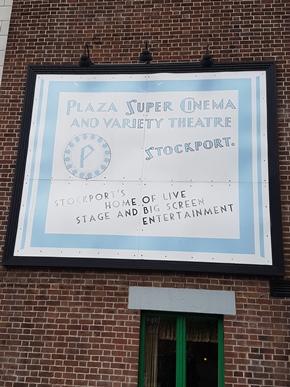 Plaza Super Cinema
and Variety Theatre
Stockport.
P
Stockport's
Home of Live
Stage and Big Screen
Entertainment